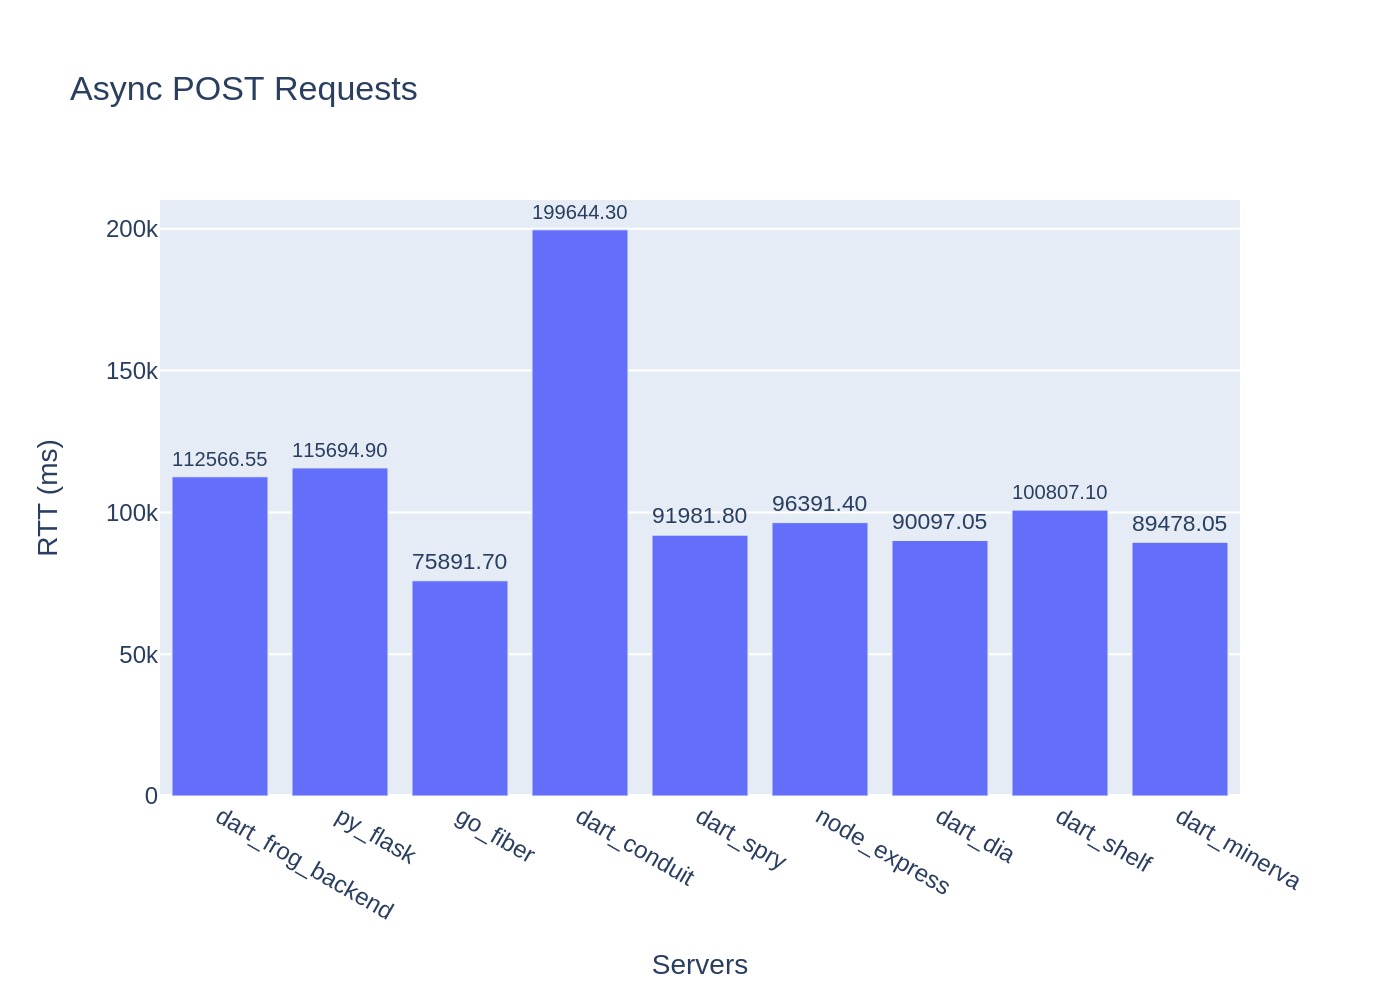 Async POST Requests
199644.30
200k
150k
115694.90
112566.55
RTT (ms)
100807.10
96391.40
100k
91981.80
90097.05
89478.05
75891.70
50k
0
dart_frog_backend
py_flask
go_fiber
dart_conduit
dart_spry
node_express
dart_dia
dart_shelf
dart_minerva
Servers